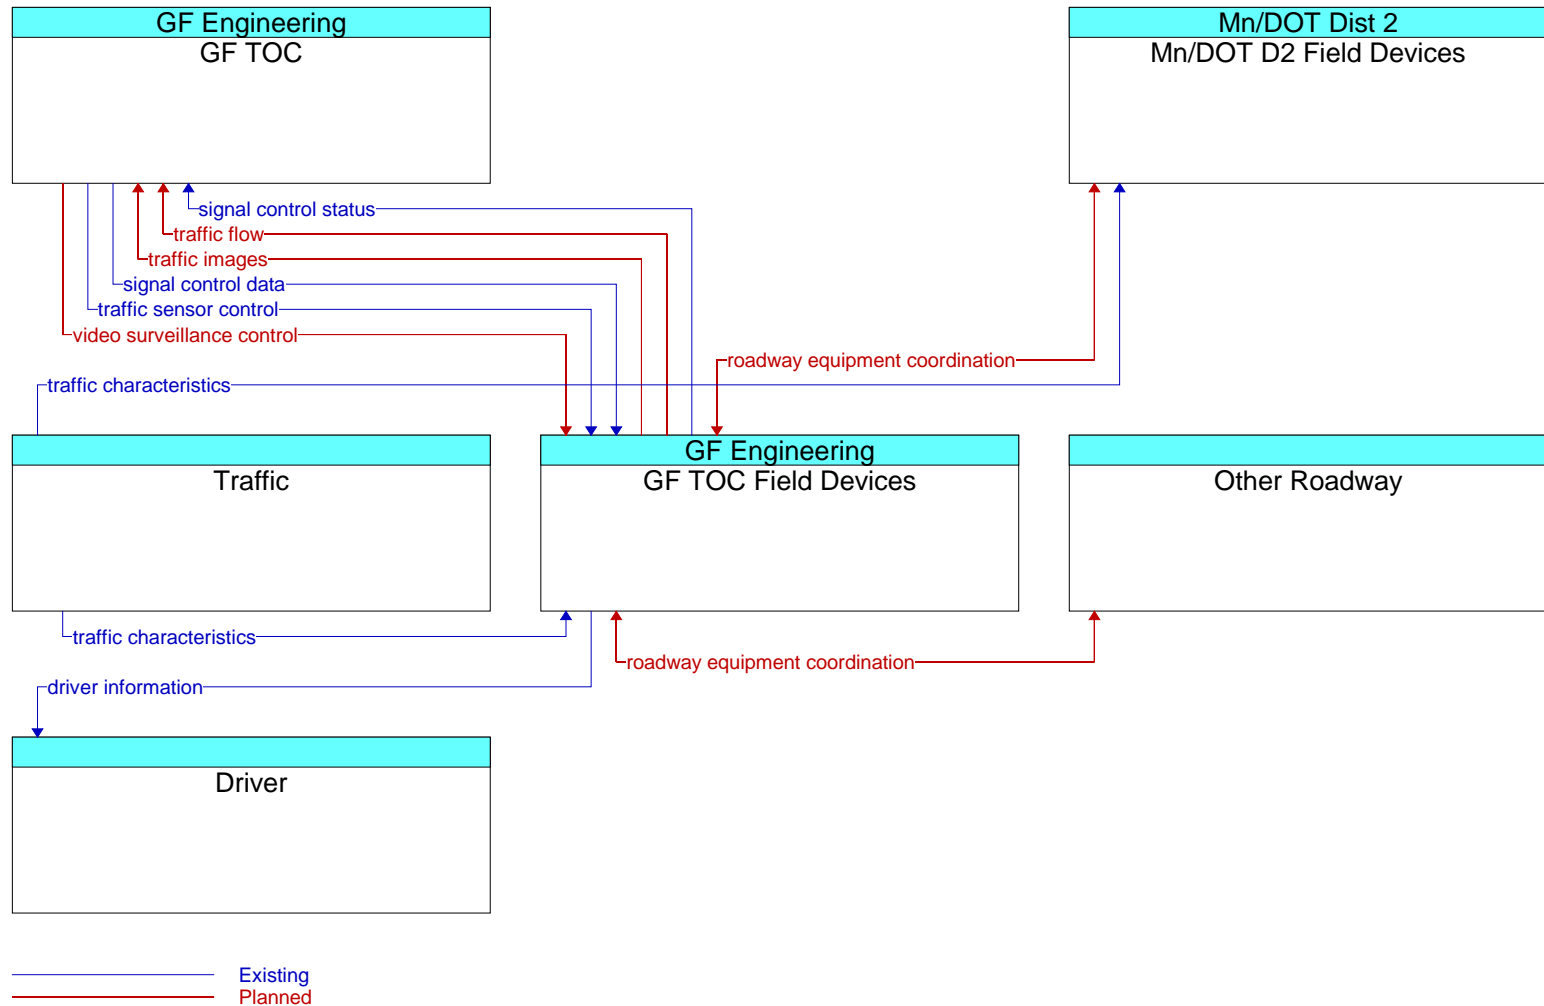 GF Engineering
GF TOC
Mn/DOT Dist 2
Mn/DOT D2 Field Devices
signal control status
traffic flow
traffic images
signal control data
traffic sensor control
video surveillance control
roadway equipment coordination
traffic characteristics
Traffic
GF Engineering
GF TOC Field Devices
Other Roadway
traffic characteristics
roadway equipment coordination
driver information
Driver
Existing
Planned